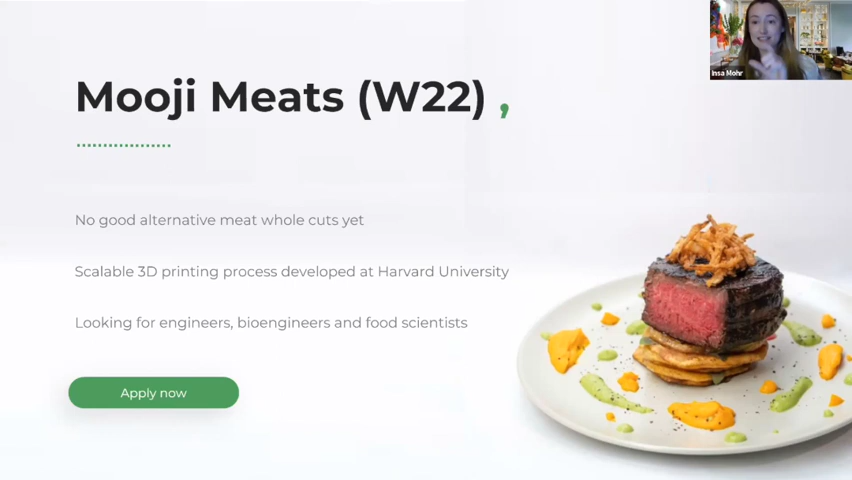 Mooji Meats (W22) ,
Insa Mohr
No good alternative meat whole cuts yet
Scalable 3D printing process developed at Harvard University
Looking for engineers, bioengineers and food scientists
Apply now